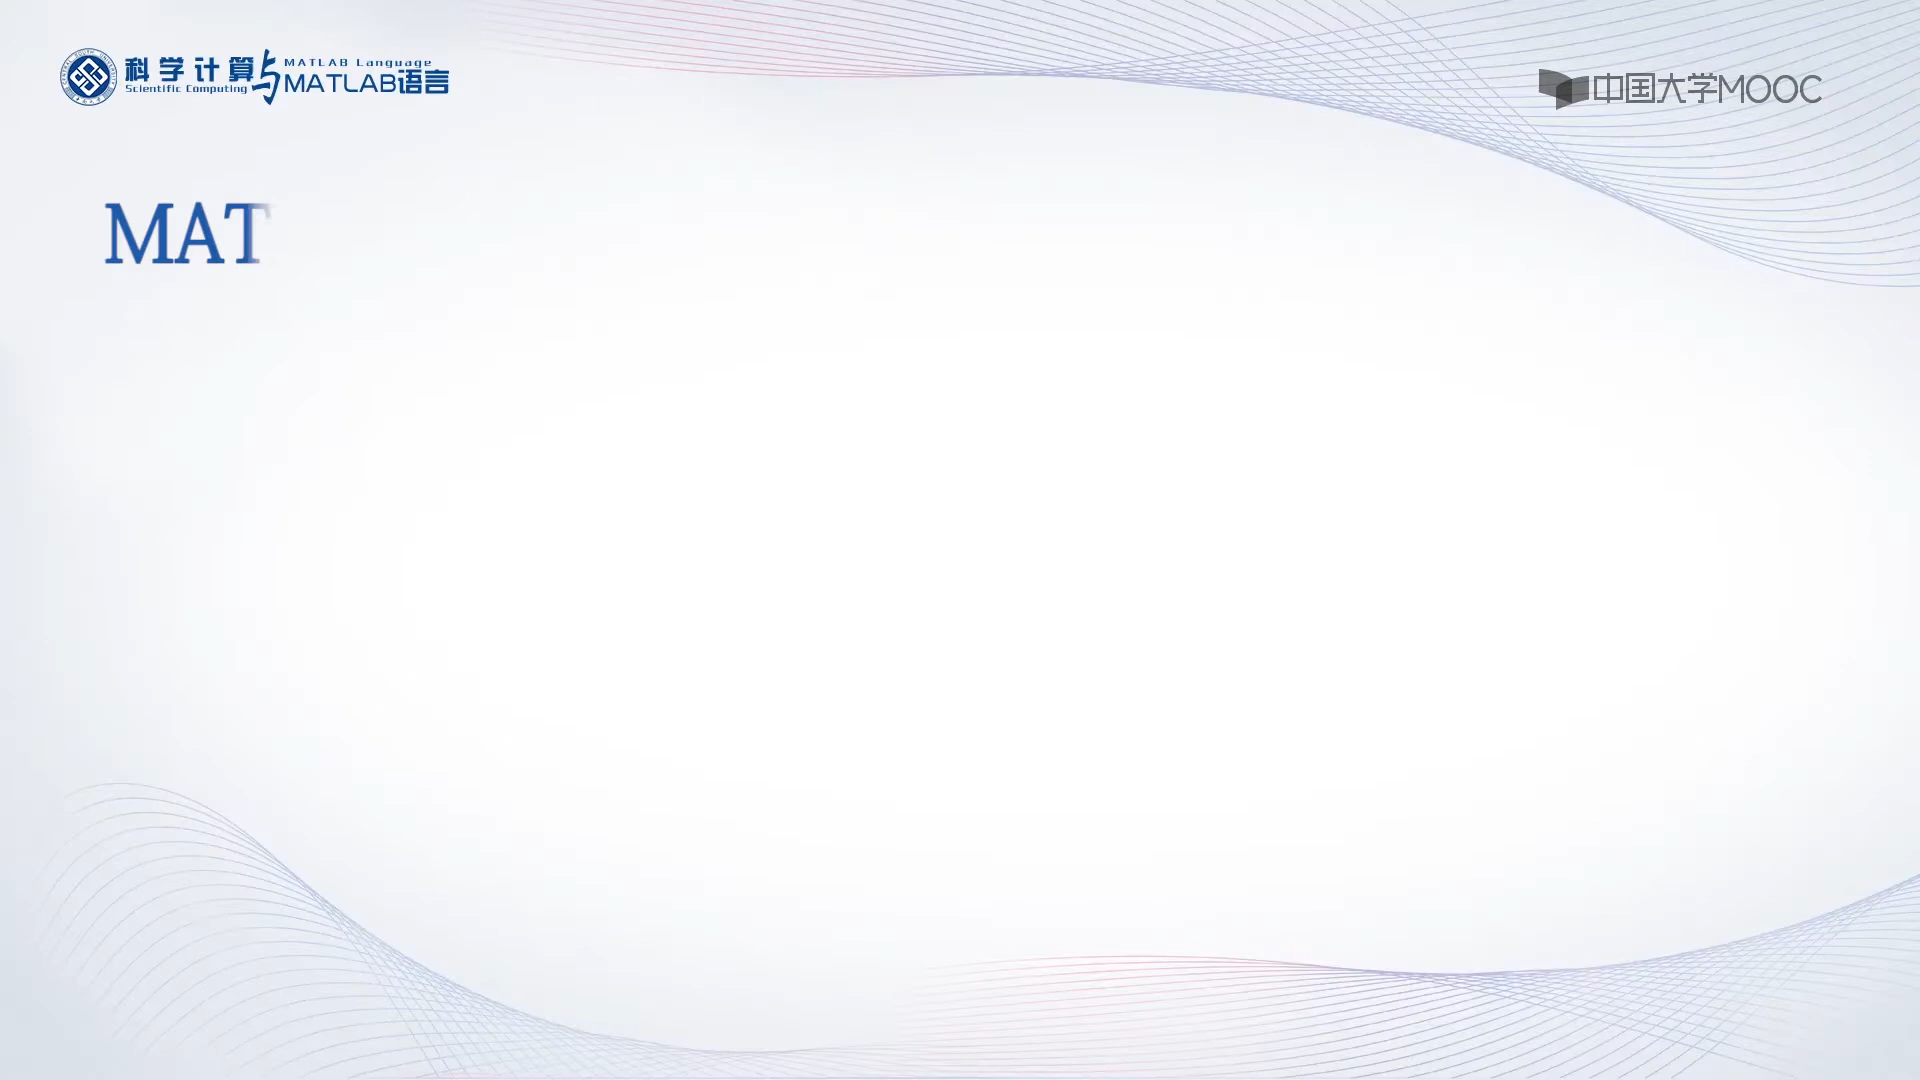 科学计算与MATLAB语言
Scientific Computing MATLAB Language
中国大学MOOC
MAT